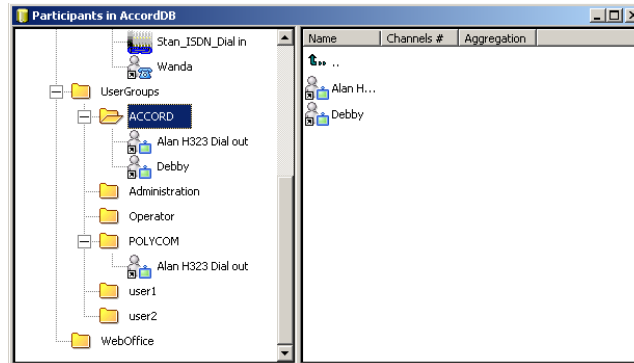 Participants in AccordDB
Stan_ISDN_Dial in
Wanda
UserGroups
ACCORD
Alan H323 Dial out
Debby
Administration
Operator
POLYCOM
Alan H323 Dial out
user1
user2
WebOffice
Name Channels # Aggregation
..
Alan H...
Debby